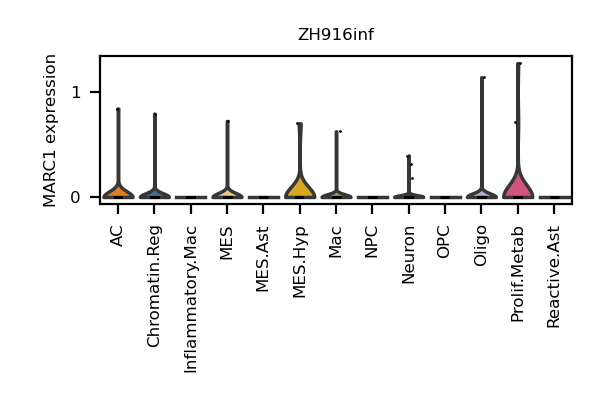 ZH916inf
MARC1 expression
1
0
AC
Chromatin.Reg
Inflammatory.Mac
MES
MES.Ast
MES.Hyp
Mac
NPC
Neuron
OPC
Oligo
Prolif.Metab
Reactive.Ast